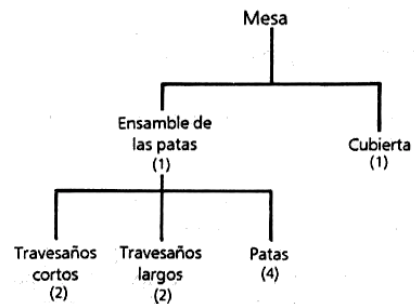 Mesa
Ensamble de
las patas
(1)
Cubierta
(1)
Travesaños
cortos
(2)
Travesaños
largos
(2)
Patas
(4)